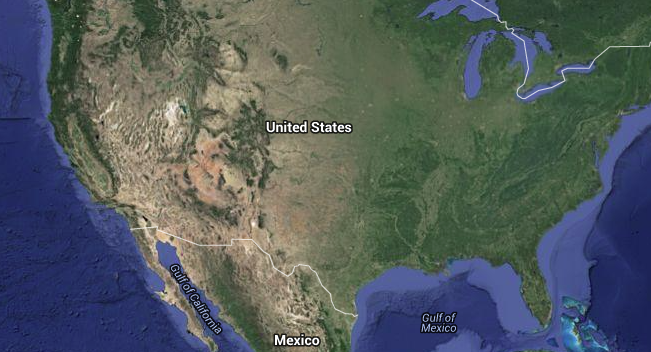 United States
Gulf of California
Gulf of
Mexico
Mexico